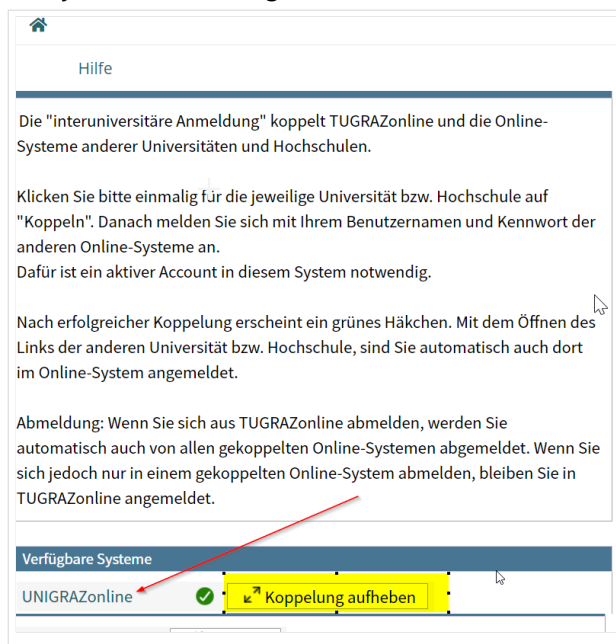 Hilfe
Die "interuniversitäre Anmeldung" koppelt TUGRAZonline und die Online-
Systeme anderer Universitäten und Hochschulen.
Klicken Sie bitte einmalig für die jeweilige Universität bzw. Hochschule auf
"Koppeln". Danach melden Sie sich mit Ihrem Benutzernamen und Kennwort der
anderen Online-Systeme an.
Dafür ist ein aktiver Account in diesem System notwendig.
Nach erfolgreicher Koppelung erscheint ein grünes Häkchen. Mit dem Öffnen des
Links der anderen Universität bzw. Hochschule, sind Sie automatisch auch dort
im Online-System angemeldet.
Abmeldung: Wenn Sie sich aus TUGRAZonline abmelden, werden Sie
automatisch auch von allen gekoppelten Online-Systemen abgemeldet. Wenn Sie
sich jedoch nur in einem gekoppelten Online-System abmelden, bleiben Sie in
TUGRAZonline angemeldet.
Verfügbare Systeme
UNIGRAZonline Koppelung aufheben